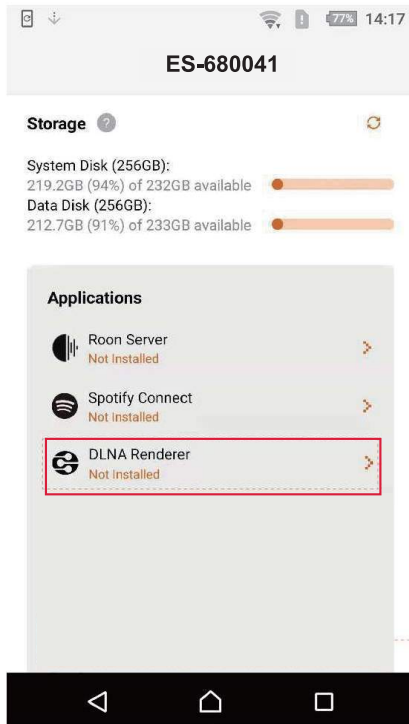 77% 14:17
ES-680041
Storage ?
System Disk (256GB):
219.2GB (94%) of 232GB available
Data Disk (256GB):
212.7GB (91%) of 233GB available
Applications
Roon Server
Not Installed
Spotify Connect
Not Installed
DLNA Renderer
Not Installed